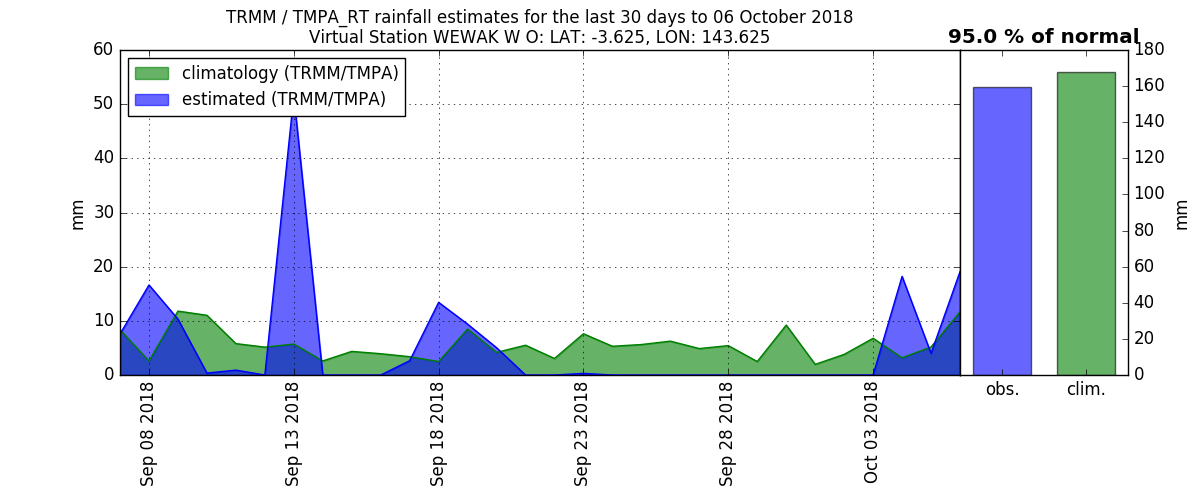 TRMM / TMPA_RT rainfall estimates for the last 30 days to 06 October 2018
Virtual Station WEWAK W O: LAT: -3.625, LON: 143.625
95.0 % of normal
climatology (TRMM/TMPA)
estimated (TRMM/TMPA)
60
50
40
30
20
10
0
mm
Sep 08 2018
Sep 13 2018
Sep 18 2018
Sep 23 2018
Sep 28 2018
Oct 03 2018
180
160
140
120
100
80
60
40
20
0
mm
obs.
clim.